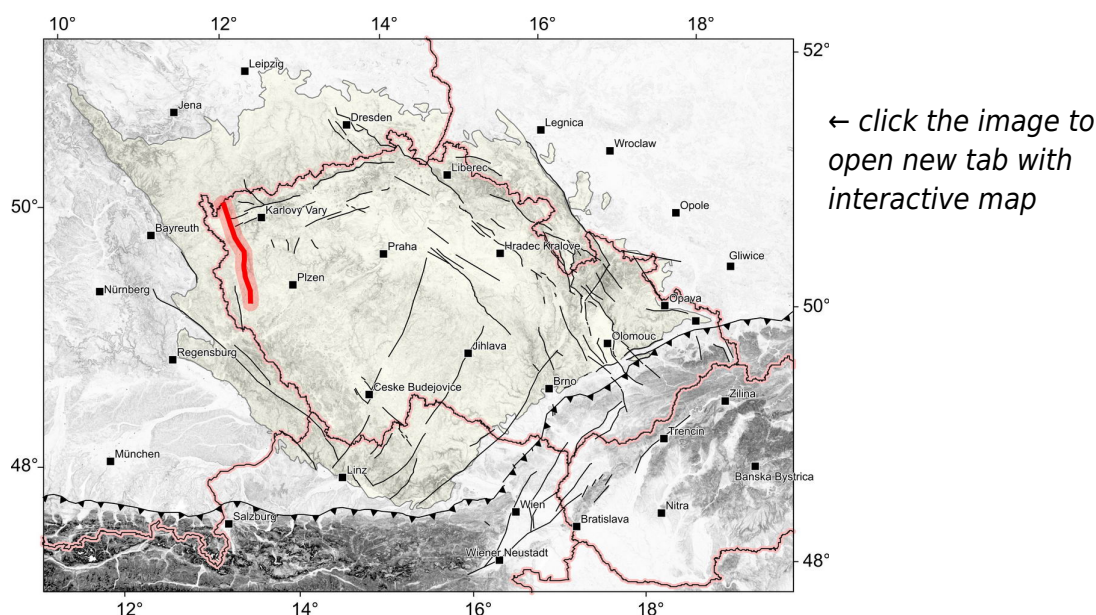 10° 12° 14° 16° 18°
52°
Leipzig
Jena
Dresden
Legnica
Wroclaw
Liberec
50°
Karlovy Vary
Opole
Bayreuth
Praha
Hradec Kralove
Gliwice
Plzen
Nürnberg
Opava
50°
Olomouc
Regensburg
Jihlava
Ceske Budejovice
Brno
Zilina
Trencin
München
48°
Linz
Banska Bystrica
Wien
Nitra
Salzburg
Bratislava
Wiener Neustadt
48°
12° 14° 16° 18°
← click the image to
open new tab with
interactive map